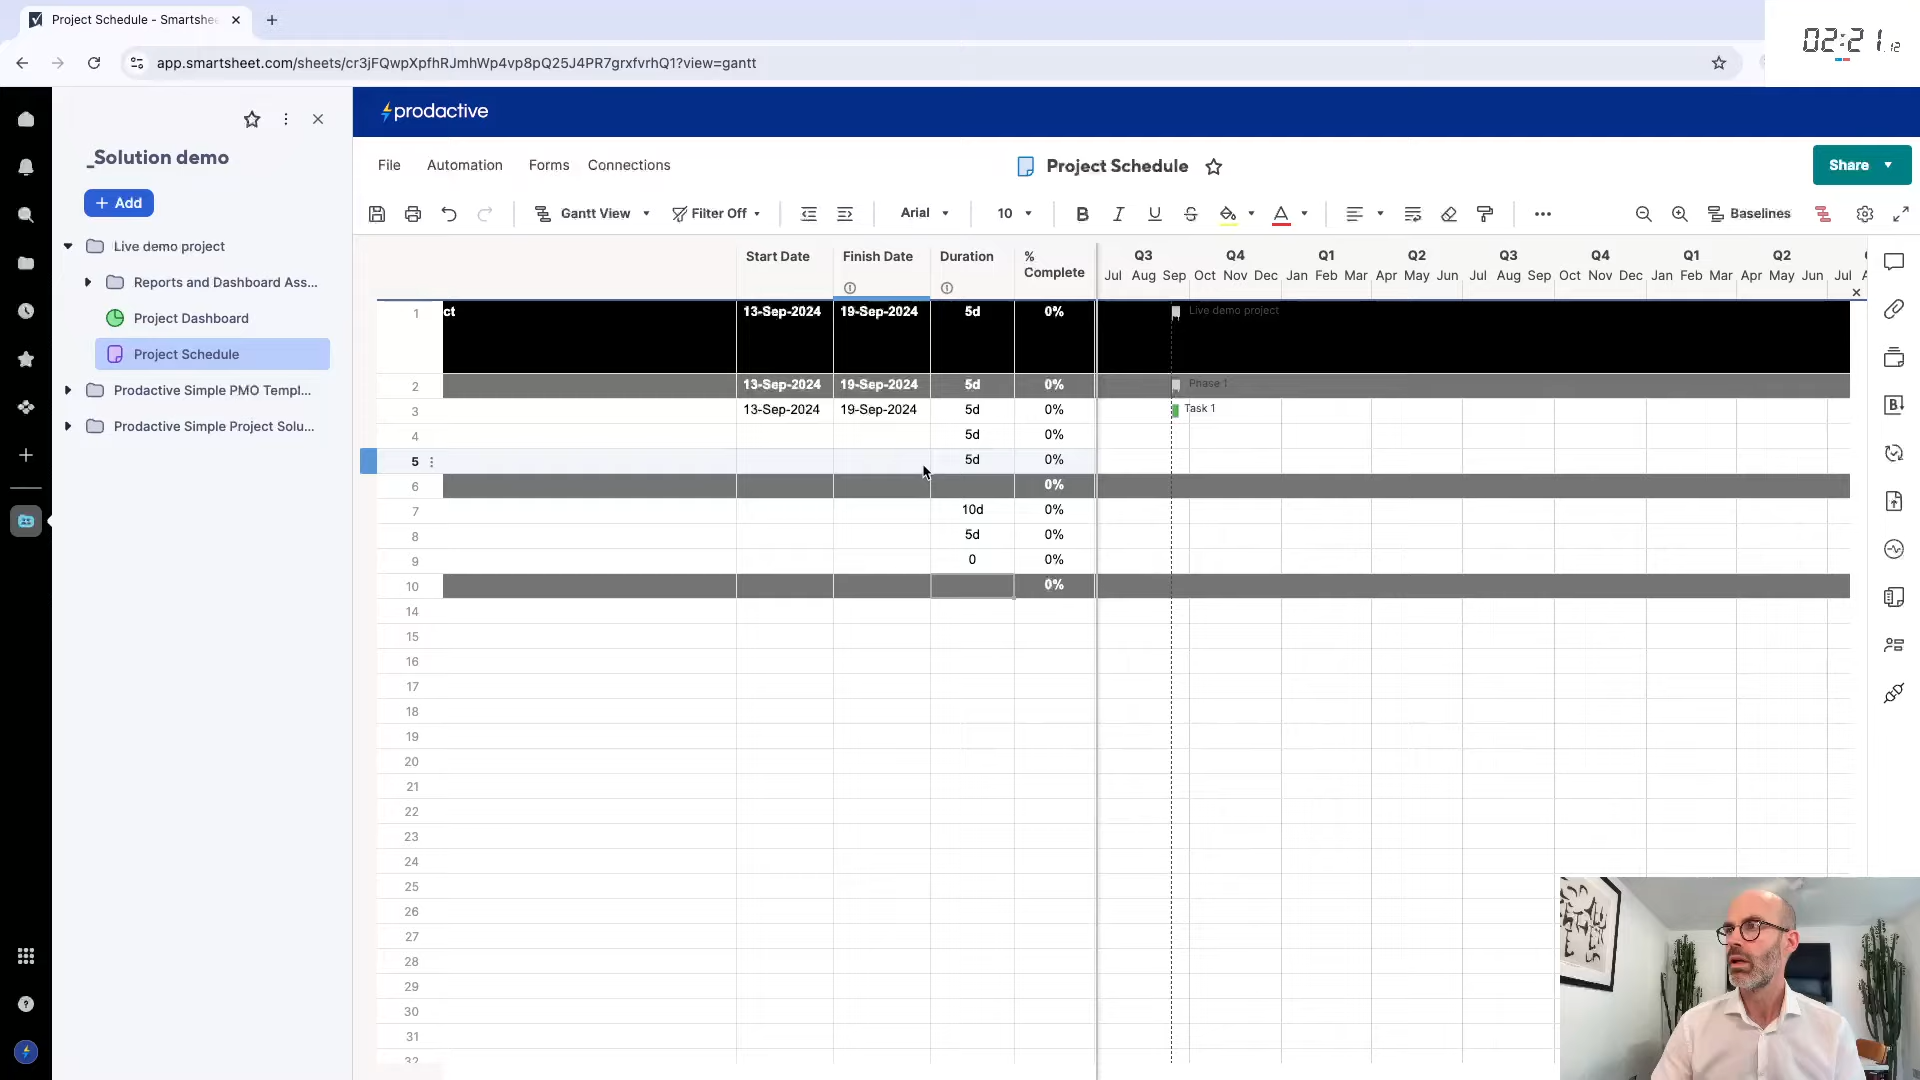 Project Schedule - Smartshe
02:21.12
app.smartsheet.com/sheets/cr3jFQwpXpfhRJmhWp4vp8pQ25J4PR7grxfvrhQ1?view=gantt
prodactive
_Solution demo
File Automation Forms Connections
Project Schedule
Share
+ Add
Gantt View Filter Off Arial 10 B I U S A Baselines
Live demo project
Reports and Dashboard Ass...
Project Dashboard
Project Schedule
Prodactive Simple PMO Templ...
Prodactive Simple Project Solu...
Start Date Finish Date Duration % Complete
Q3 Q4 Q1 Q2 Q3 Q4 Q1 Q2
Jul Aug Sep Oct Nov Dec Jan Feb Mar Apr May Jun Jul Aug Sep Oct Nov Dec Jan Feb Mar Apr May Jun Jul A
1 ct 13-Sep-2024 19-Sep-2024 5d 0% Live demo project
2 13-Sep-2024 19-Sep-2024 5d 0% Phase 1
3 13-Sep-2024 19-Sep-2024 5d 0% Task 1
4 5d 0%
5 5d 0%
6 0%
7 10d 0%
8 5d 0%
9 0 0%
10 0%
14
15
16
17
18
19
20
21
22
23
24
25
26
27
28
29
30
31
32